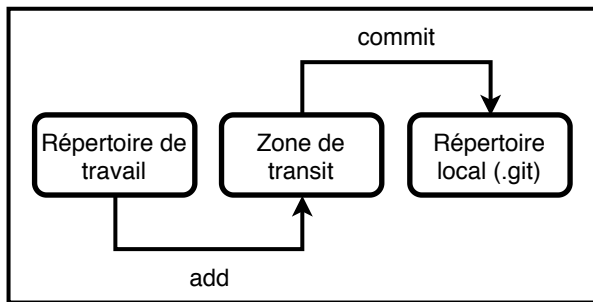 commit
Répertoire de
travail
Zone de
transit
Répertoire
local (.git)
add